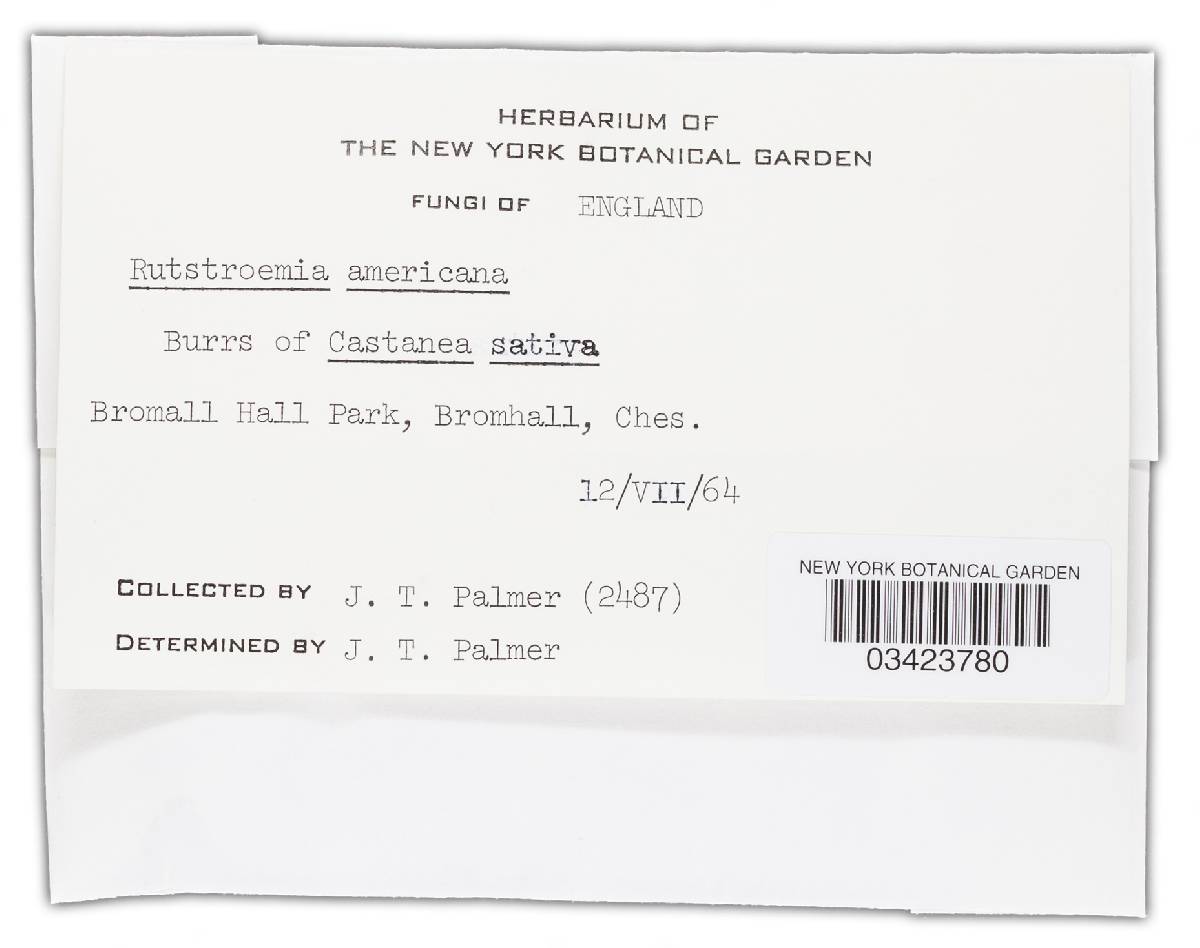 HERBARIUM OF
THE NEW YORK BOTANICAL GARDEN
FUNGI OF ENGLAND
Rutstroemia americana
Burrs of Castanea sativa
Bromall Hall Park, Bromhall, Ches.
12/VII/64
COLLECTED BY J. T. Palmer (2487)
DETERMINED BY J. T. Palmer
NEW YORK BOTANICAL GARDEN
03423780